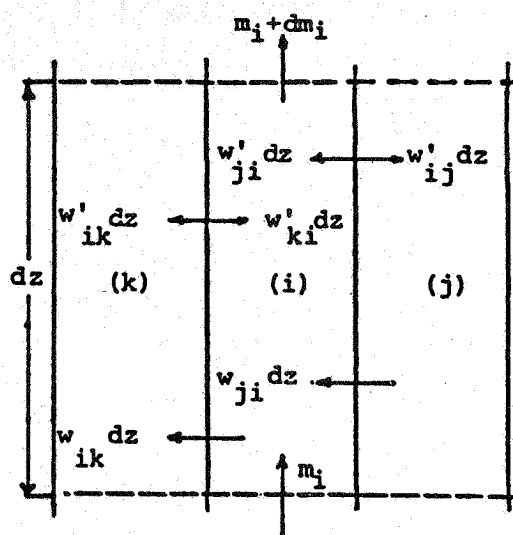 m_i+dm_i
w'_ji dz w'_ij dz
w'_ik dz w'_ki dz
dz (k) (i) (j)
w_ji dz
w_ik dz
m_i